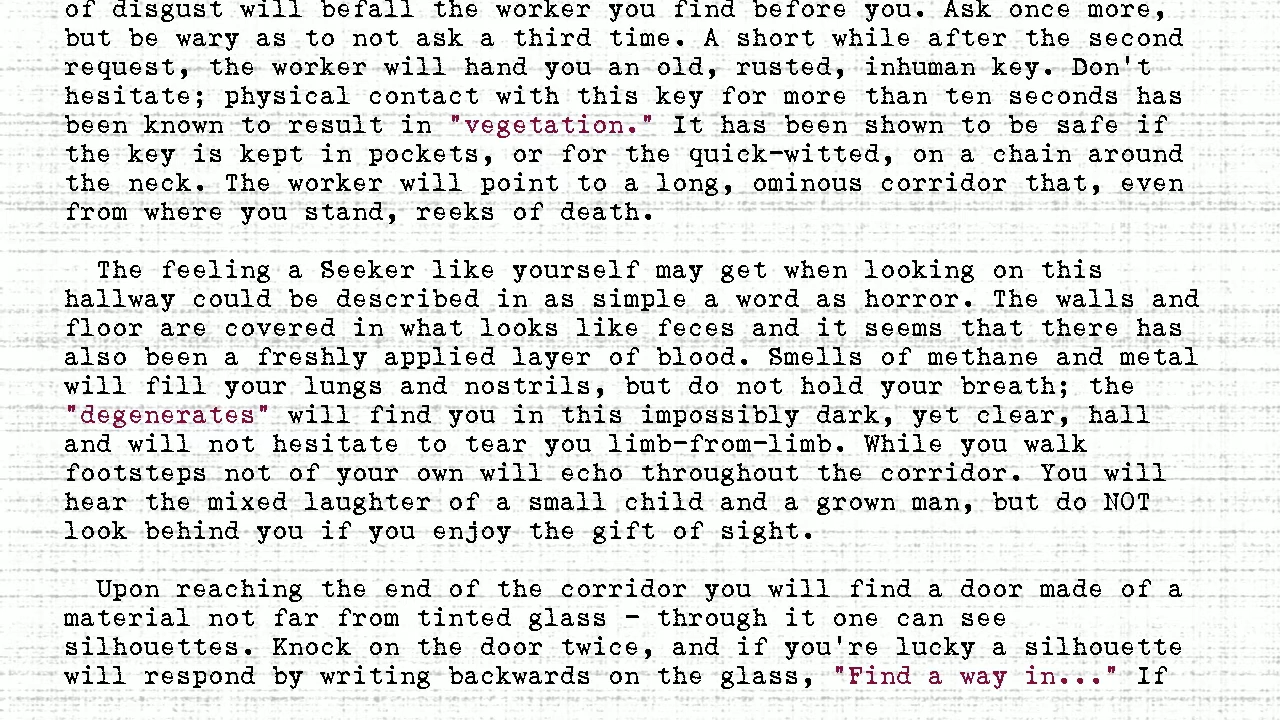 of disgust will befall the worker you find before you. Ask once more,
but be wary as to not ask a third time. A short while after the second
request, the worker will hand you an old, rusted, inhuman key. Don't
hesitate; physical contact with this key for more than ten seconds has
been known to result in "vegetation." It has been shown to be safe if
the key is kept in pockets, or for the quick-witted, on a chain around
the neck. The worker will point to a long, ominous corridor that, even
from where you stand, reeks of death.
The feeling a Seeker like yourself may get when looking on this
hallway could be described in as simple a word as horror. The walls and
floor are covered in what looks like feces and it seems that there has
also been a freshly applied layer of blood. Smells of methane and metal
will fill your lungs and nostrils, but do not hold your breath; the
"degenerates" will find you in this impossibly dark, yet clear, hall
and will not hesitate to tear you limb-from-limb. While you walk
footsteps not of your own will echo throughout the corridor. You will
hear the mixed laughter of a small child and a grown man, but do NOT
look behind you if you enjoy the gift of sight.
Upon reaching the end of the corridor you will find a door made of a
material not far from tinted glass - through it one can see
silhouettes. Knock on the door twice, and if you're lucky a silhouette
will respond by writing backwards on the glass, "Find a way in..." If